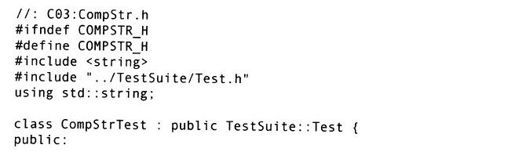 //: C03:CompStr.h
#ifndef COMPSTR_H
#define COMPSTR_H
#include <string>
#include "../TestSuite/Test.h"
using std::string;

class CompStrTest : public TestSuite::Test {
public: